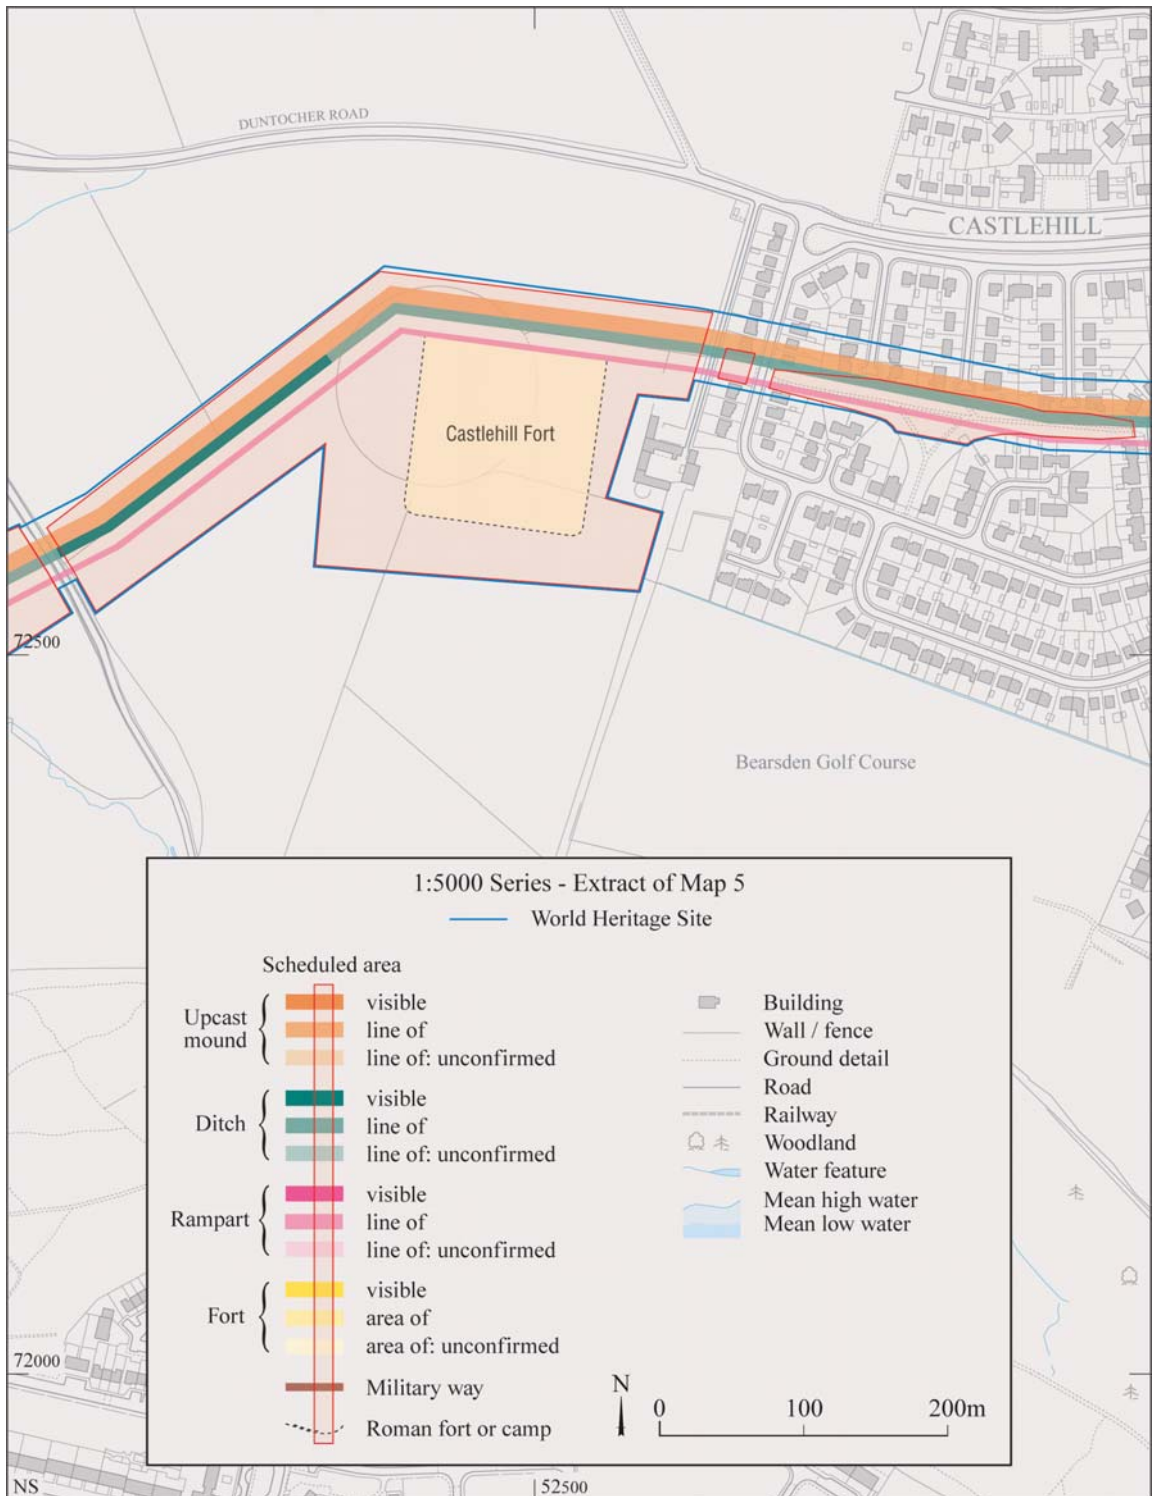 DUNTOCHER ROAD
CASTLEHILL
Castlehill Fort
72500
Bearsden Golf Course
1:5000 Series - Extract of Map 5
World Heritage Site
Scheduled area
Upcast
mound
visible
line of
line of: unconfirmed
Ditch
visible
line of
line of: unconfirmed
Rampart
visible
line of
line of: unconfirmed
Fort
visible
area of
area of: unconfirmed
Military way
Roman fort or camp
Building
Wall / fence
Ground detail
Road
Railway
Woodland
Water feature
Mean high water
Mean low water
N
0 100 200m
72000
NS
52500